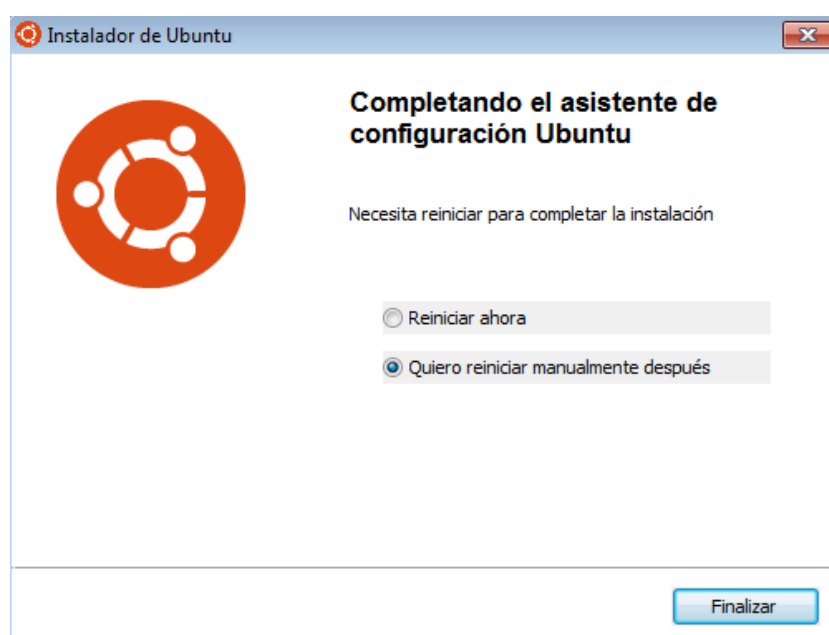 Instalador de Ubuntu
Completando el asistente de
configuración Ubuntu
Necesita reiniciar para completar la instalación
Reiniciar ahora
Quiero reiniciar manualmente después
Finalizar